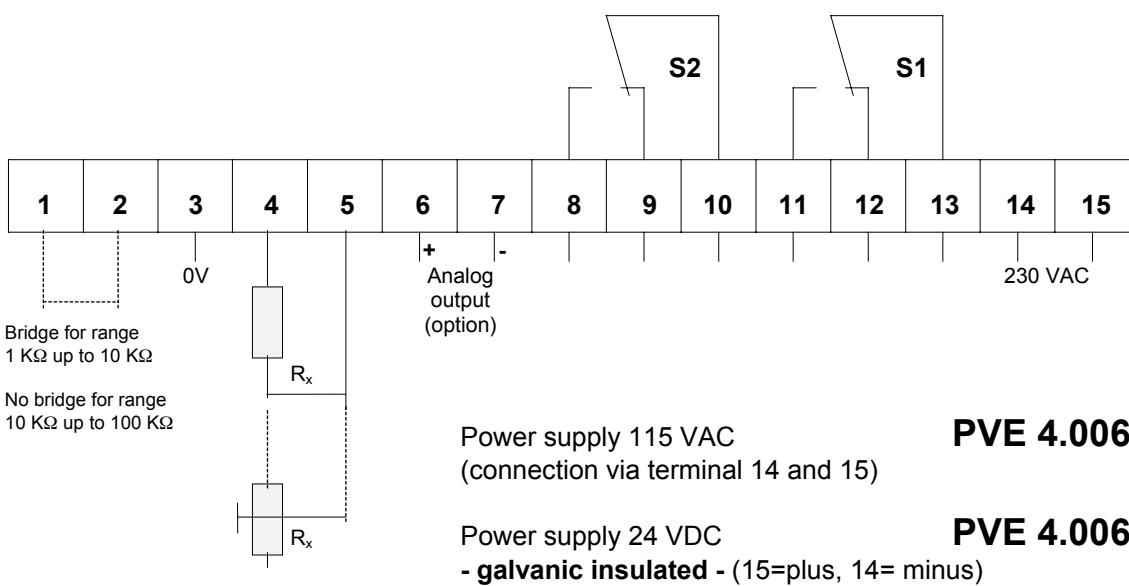 S2 S1
1 2 3 4 5 6 7 8 9 10 11 12 13 14 15
+ -
0V
Analog
output
(option)
230 VAC
Bridge for range
1 KΩ up to 10 KΩ
No bridge for range
10 KΩ up to 100 KΩ
Rx
Rx
Power supply 115 VAC PVE 4.006
(connection via terminal 14 and 15)
Power supply 24 VDC PVE 4.006
- galvanic insulated - (15=plus, 14= minus)